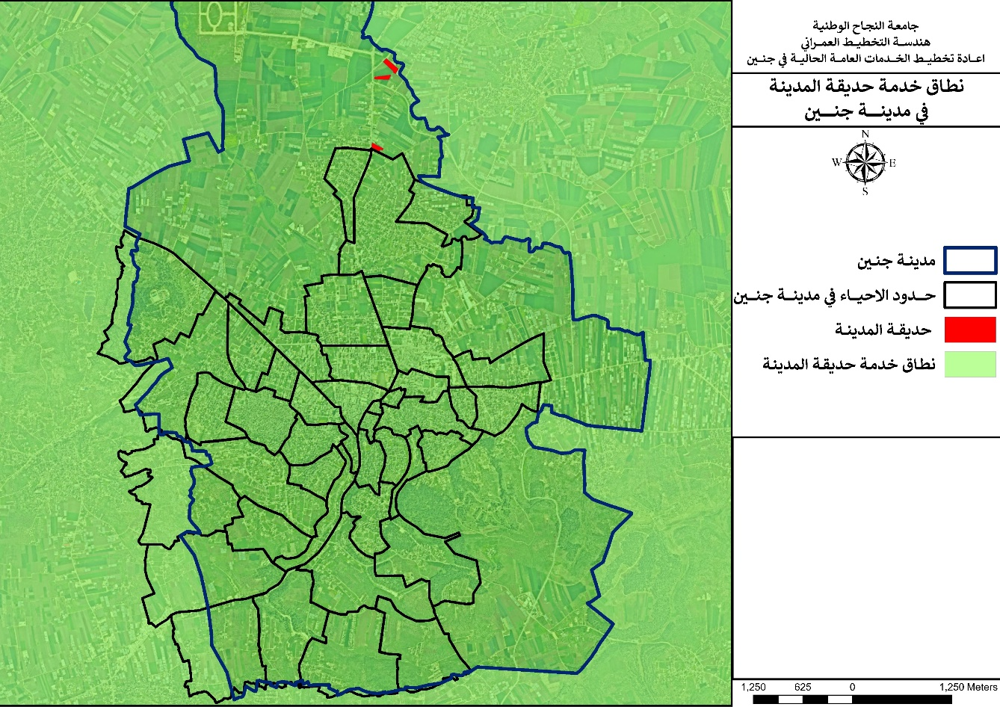 جامعة النجاح الوطنية
هندسة التخطيط العمراني
اعادة تخطيط الخدمات العامة الحالية في جنين
نطاق خدمة حديقة المدينة
في مدينة جنين
N
W E
S
مدينة جنين
حدود الاحياء في مدينة جنين
حديقة المدينة
نطاق خدمة حديقة المدينة
1,250 625 0 1,250 Meters